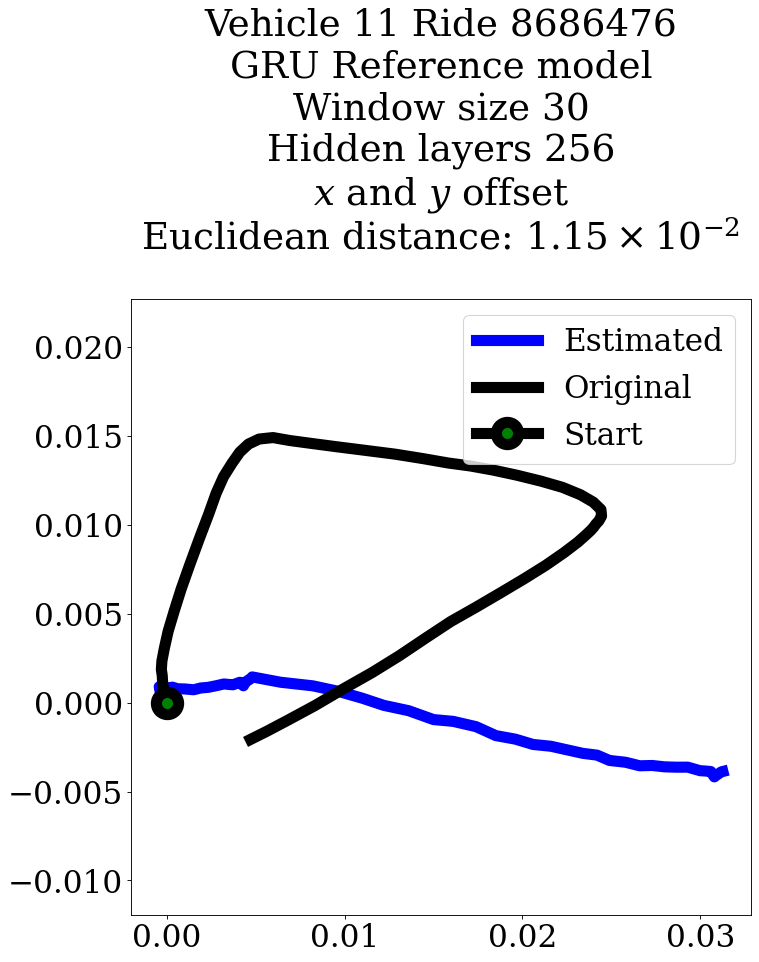 Vehicle 11 Ride 8686476
GRU Reference model
Window size 30
Hidden layers 256
x and y offset
Euclidean distance: 1.15 × 10⁻²
Estimated
Original
Start
0.020
0.015
0.010
0.005
0.000
−0.005
−0.010
0.00 0.01 0.02 0.03